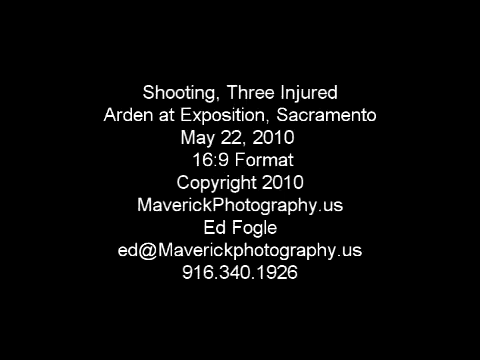 Shooting, Three Injured
Arden at Exposition, Sacramento
May 22, 2010
16:9 Format
Copyright 2010
MaverickPhotography.us
Ed Fogle
ed@Maverickphotography.us
916.340.1926